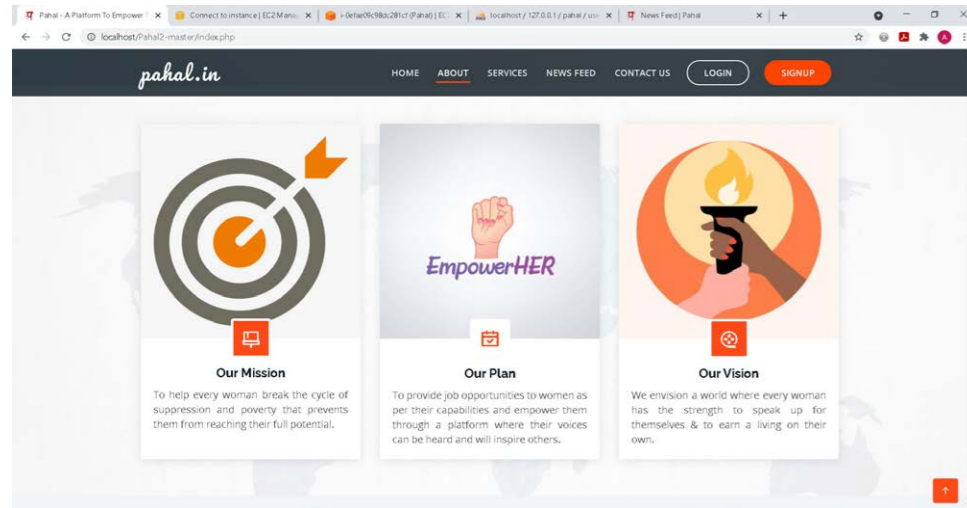 Pahal - A Platform To Empower
Connect to instance | EC2 Manag
i-0efae09c98dc281cf (Pahal) | EC
localhost / 127.0.0.1 / pahal / use
News Feed | Pahal
localhost/Pahal2-master/index.php
pahal.in
HOME ABOUT SERVICES NEWS FEED CONTACT US LOGIN SIGNUP
EmpowerHER
Our Mission
To help every woman break the cycle of
suppression and poverty that prevents
them from reaching their full potential.
Our Plan
To provide job opportunities to women as
per their capabilities and empower them
through a platform where their voices
can be heard and will inspire others.
Our Vision
We envision a world where every woman
has the strength to speak up for
themselves & to earn a living on their
own.